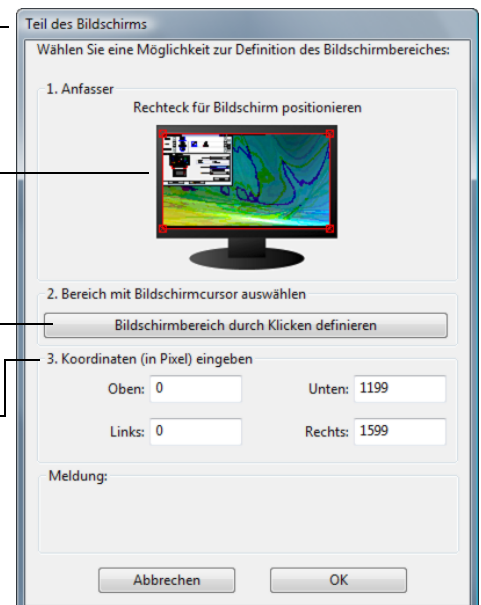 Teil des Bildschirms
Wählen Sie eine Möglichkeit zur Definition des Bildschirmbereiches:
1. Anfasser
Rechteck für Bildschirm positionieren
2. Bereich mit Bildschirmcursor auswählen
Bildschirmbereich durch Klicken definieren
3. Koordinaten (in Pixel) eingeben
Oben: 0 Unten: 1199
Links: 0 Rechts: 1599
Meldung:
Abbrechen OK